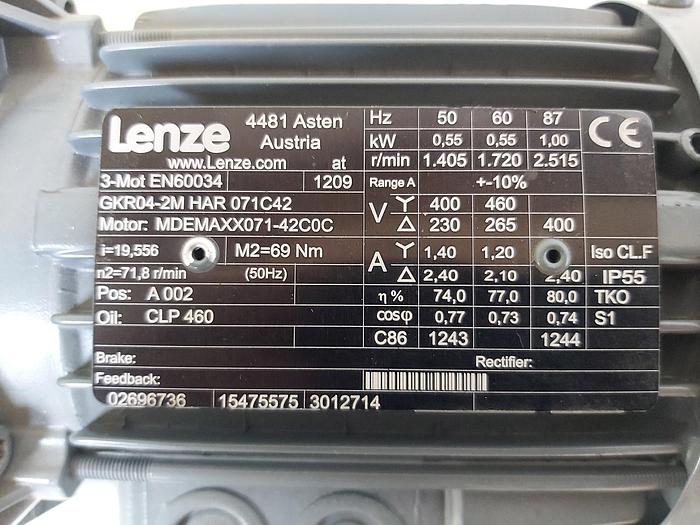 Lenze 4481 Asten Hz 50 60 87 CE
Austria kW 0,55 0,55 1,00
www.Lenze.com at r/min 1.405 1.720 2.515
3-Mot EN60034 1209 Range A +-10%
GKR04-2M HAR 071C42 V Y 400 460
Motor: MDEMAXX071-42C0C Δ 230 265 400
i=19,556 M2=69 Nm A Y 1,40 1,20 Iso CL.F
n2=71,8 r/min (50Hz) Δ 2,40 2,10 2,40 IP55
Pos: A 002 η % 74,0 77,0 80,0 TKO
Oil: CLP 460 cosφ 0,77 0,73 0,74 S1
C86 1243 1244
Brake: Rectifier:
Feedback:
02696736 15475575 3012714